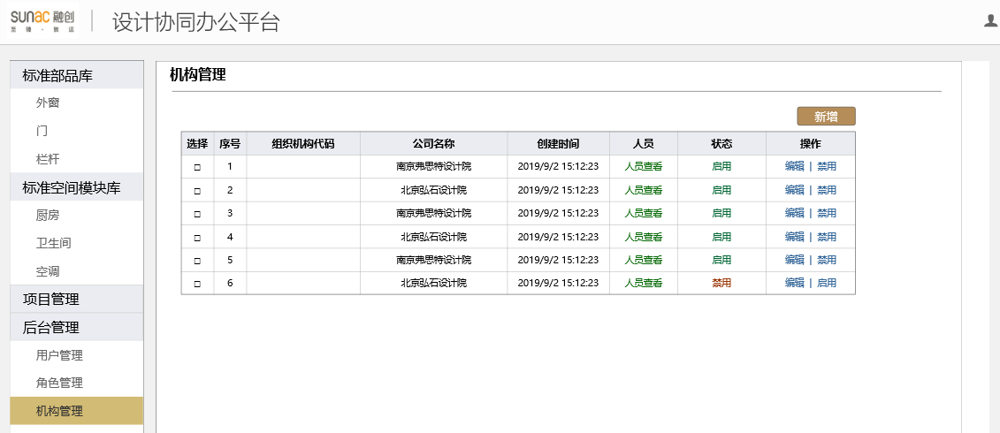 sunac 融创
至臻·致远
设计协同办公平台
标准部品库
外窗
门
栏杆
标准空间模块库
厨房
卫生间
空调
项目管理
后台管理
用户管理
角色管理
机构管理
机构管理
新增
选择 序号 组织机构代码 公司名称 创建时间 人员 状态 操作
□ 1 南京弗思特设计院 2019/9/2 15:12:23 人员查看 启用 编辑 | 禁用
□ 2 北京弘石设计院 2019/9/2 15:12:23 人员查看 启用 编辑 | 禁用
□ 3 南京弗思特设计院 2019/9/2 15:12:23 人员查看 启用 编辑 | 禁用
□ 4 北京弘石设计院 2019/9/2 15:12:23 人员查看 启用 编辑 | 禁用
□ 5 南京弗思特设计院 2019/9/2 15:12:23 人员查看 启用 编辑 | 禁用
□ 6 北京弘石设计院 2019/9/2 15:12:23 人员查看 禁用 编辑 | 启用